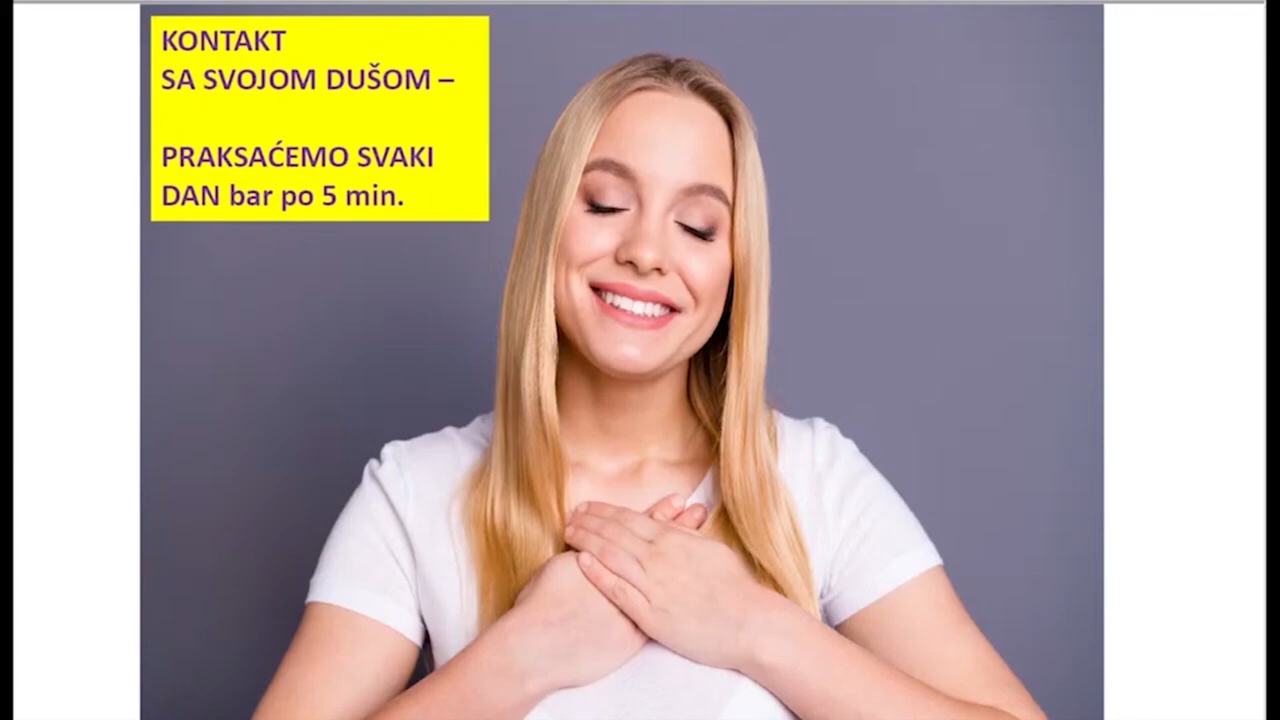 KONTAKT
SA SVOJOM DUŠOM –
PRAKSAĆEMO SVAKI
DAN bar po 5 min.